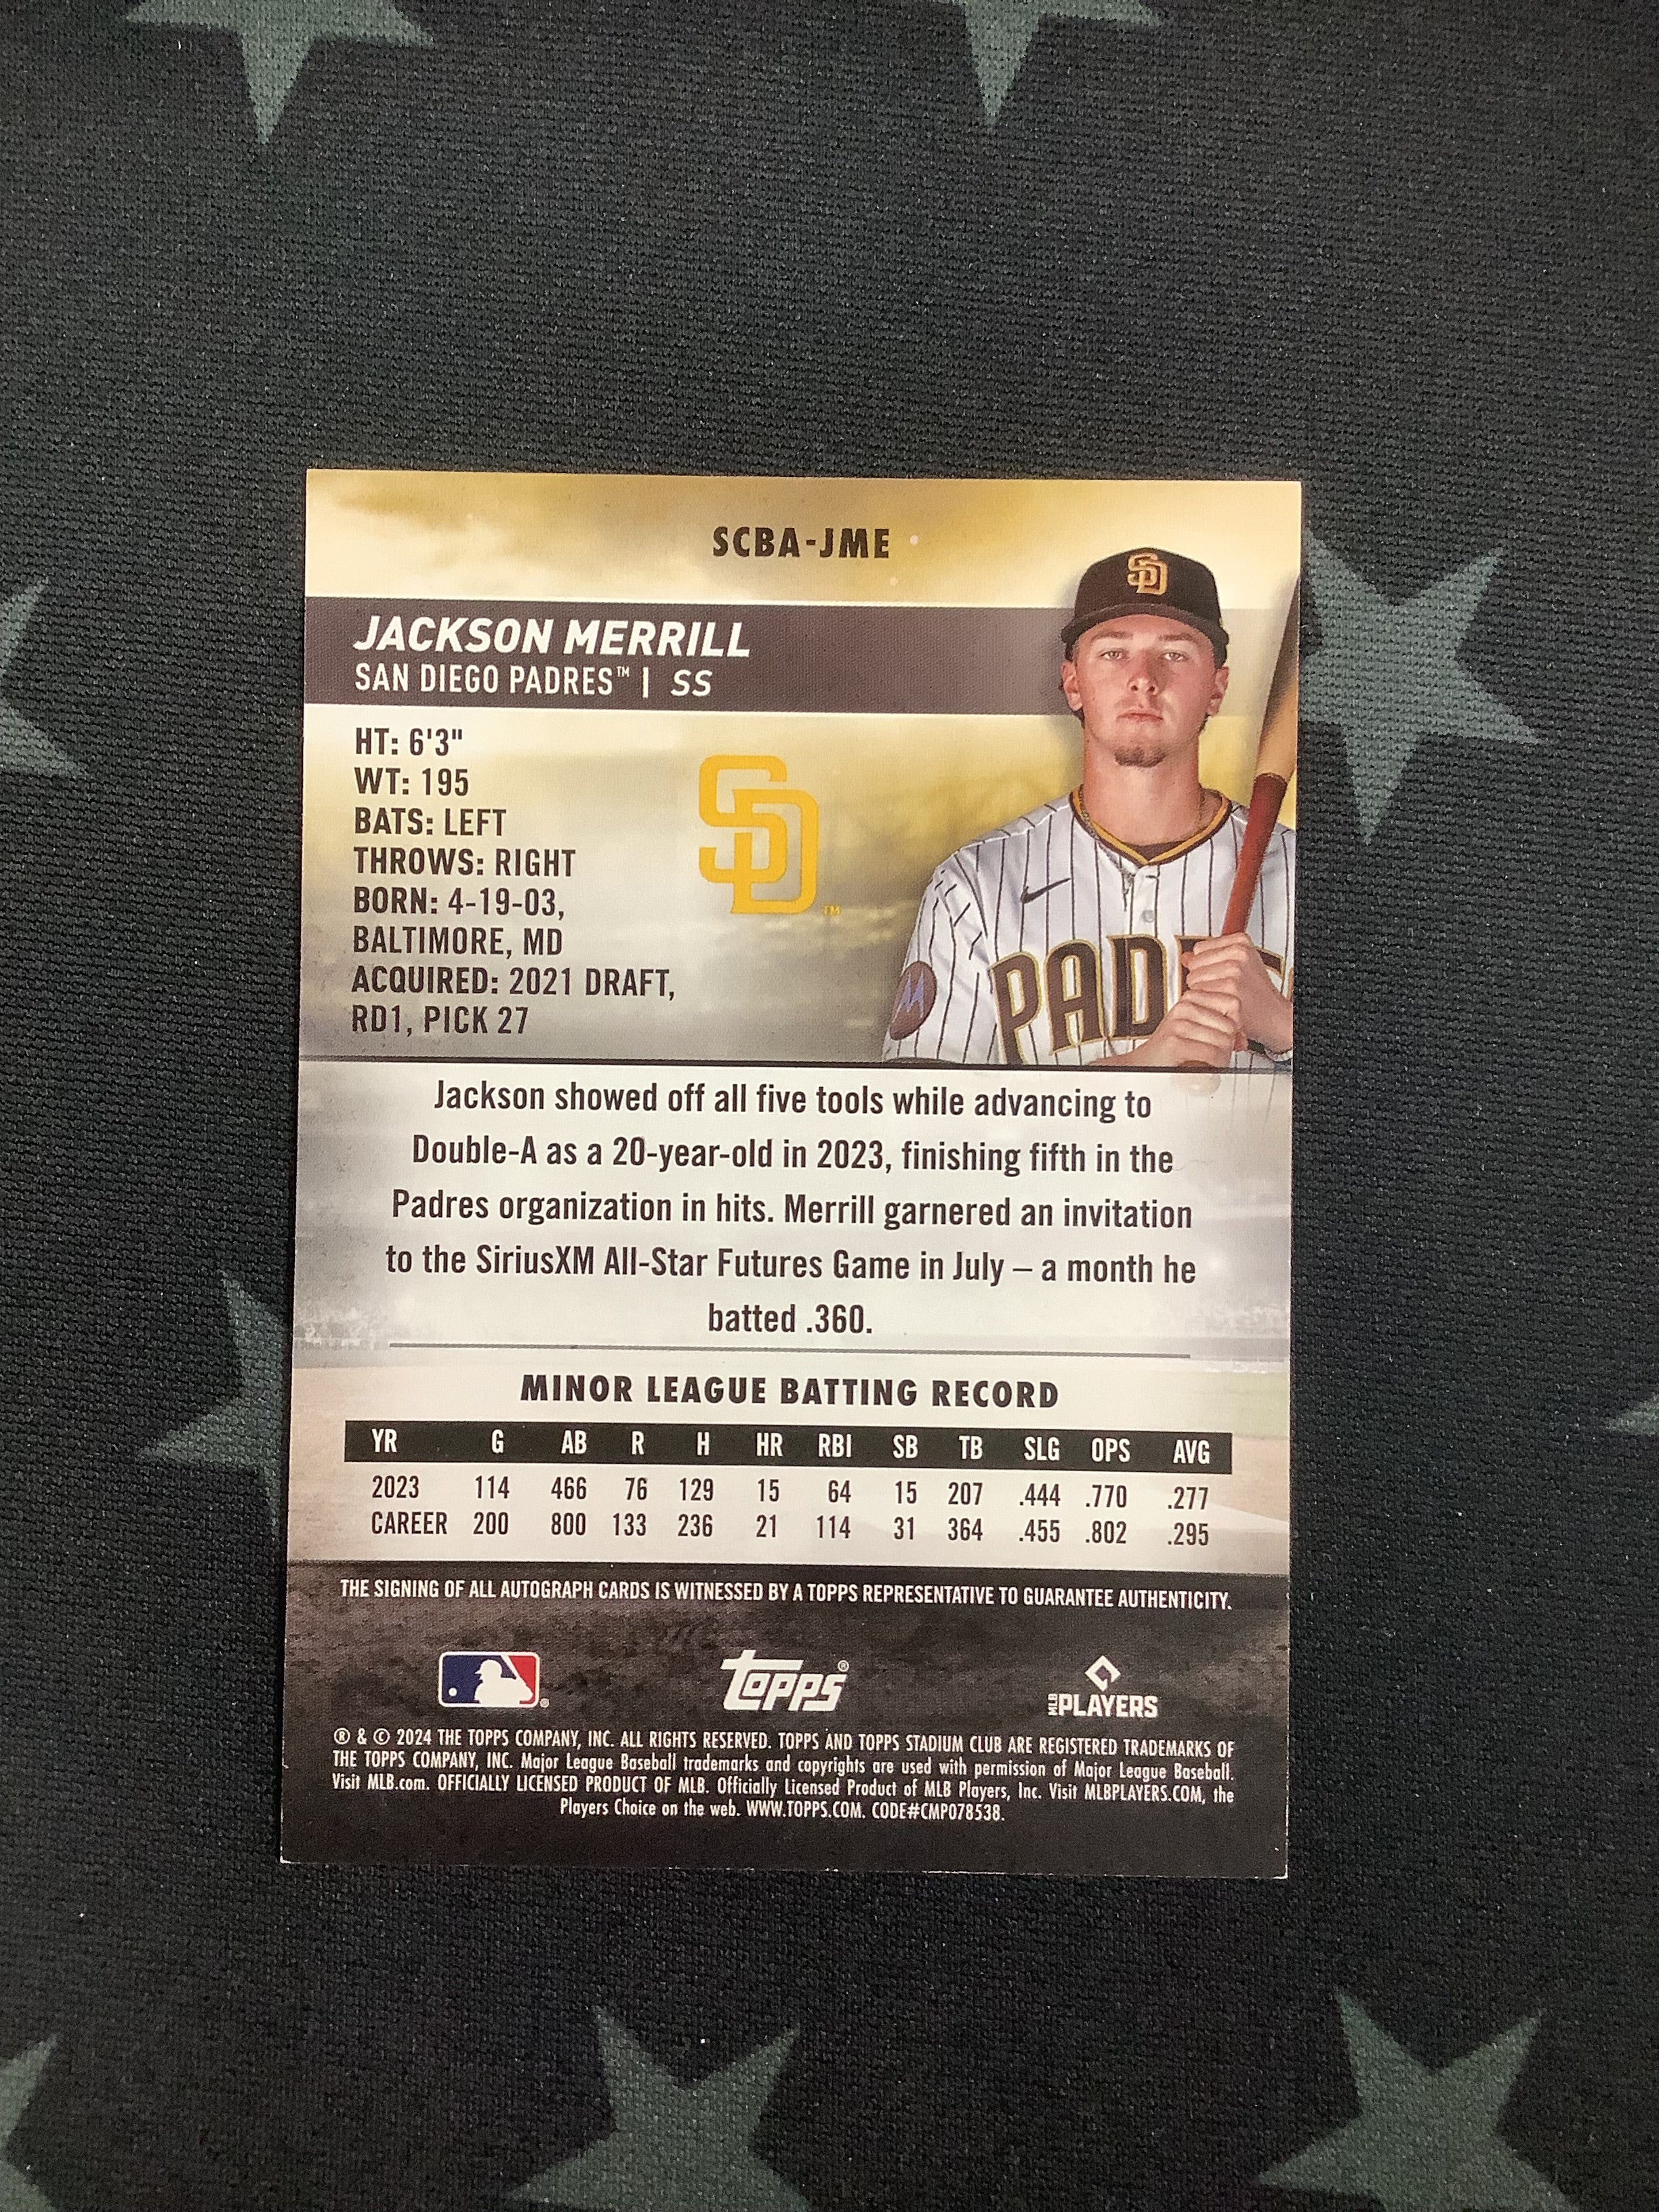 SCBA-JME
JACKSON MERRILL
SAN DIEGO PADRES™ | SS
HT: 6'3"
WT: 195
BATS: LEFT
THROWS: RIGHT
BORN: 4-19-03,
BALTIMORE, MD
ACQUIRED: 2021 DRAFT,
RD1, PICK 27
SD
SD ™
PADRES
Jackson showed off all five tools while advancing to
Double-A as a 20-year-old in 2023, finishing fifth in the
Padres organization in hits. Merrill garnered an invitation
to the SiriusXM All-Star Futures Game in July – a month he
batted .360.
MINOR LEAGUE BATTING RECORD
YR G AB R H HR RBI SB TB SLG OPS AVG
2023 114 466 76 129 15 64 15 207 .444 .770 .277
CAREER 200 800 133 236 21 114 31 364 .455 .802 .295
THE SIGNING OF ALL AUTOGRAPH CARDS IS WITNESSED BY A TOPPS REPRESENTATIVE TO GUARANTEE AUTHENTICITY.
topps®
MLB PLAYERS
® & © 2024 THE TOPPS COMPANY, INC. ALL RIGHTS RESERVED. TOPPS AND TOPPS STADIUM CLUB ARE REGISTERED TRADEMARKS OF
THE TOPPS COMPANY, INC. Major League Baseball trademarks and copyrights are used with permission of Major League Baseball.
Visit MLB.com. OFFICIALLY LICENSED PRODUCT OF MLB. Officially Licensed Product of MLB Players, Inc. Visit MLBPLAYERS.COM, the
Players Choice on the web. WWW.TOPPS.COM. CODE#CMP078538.